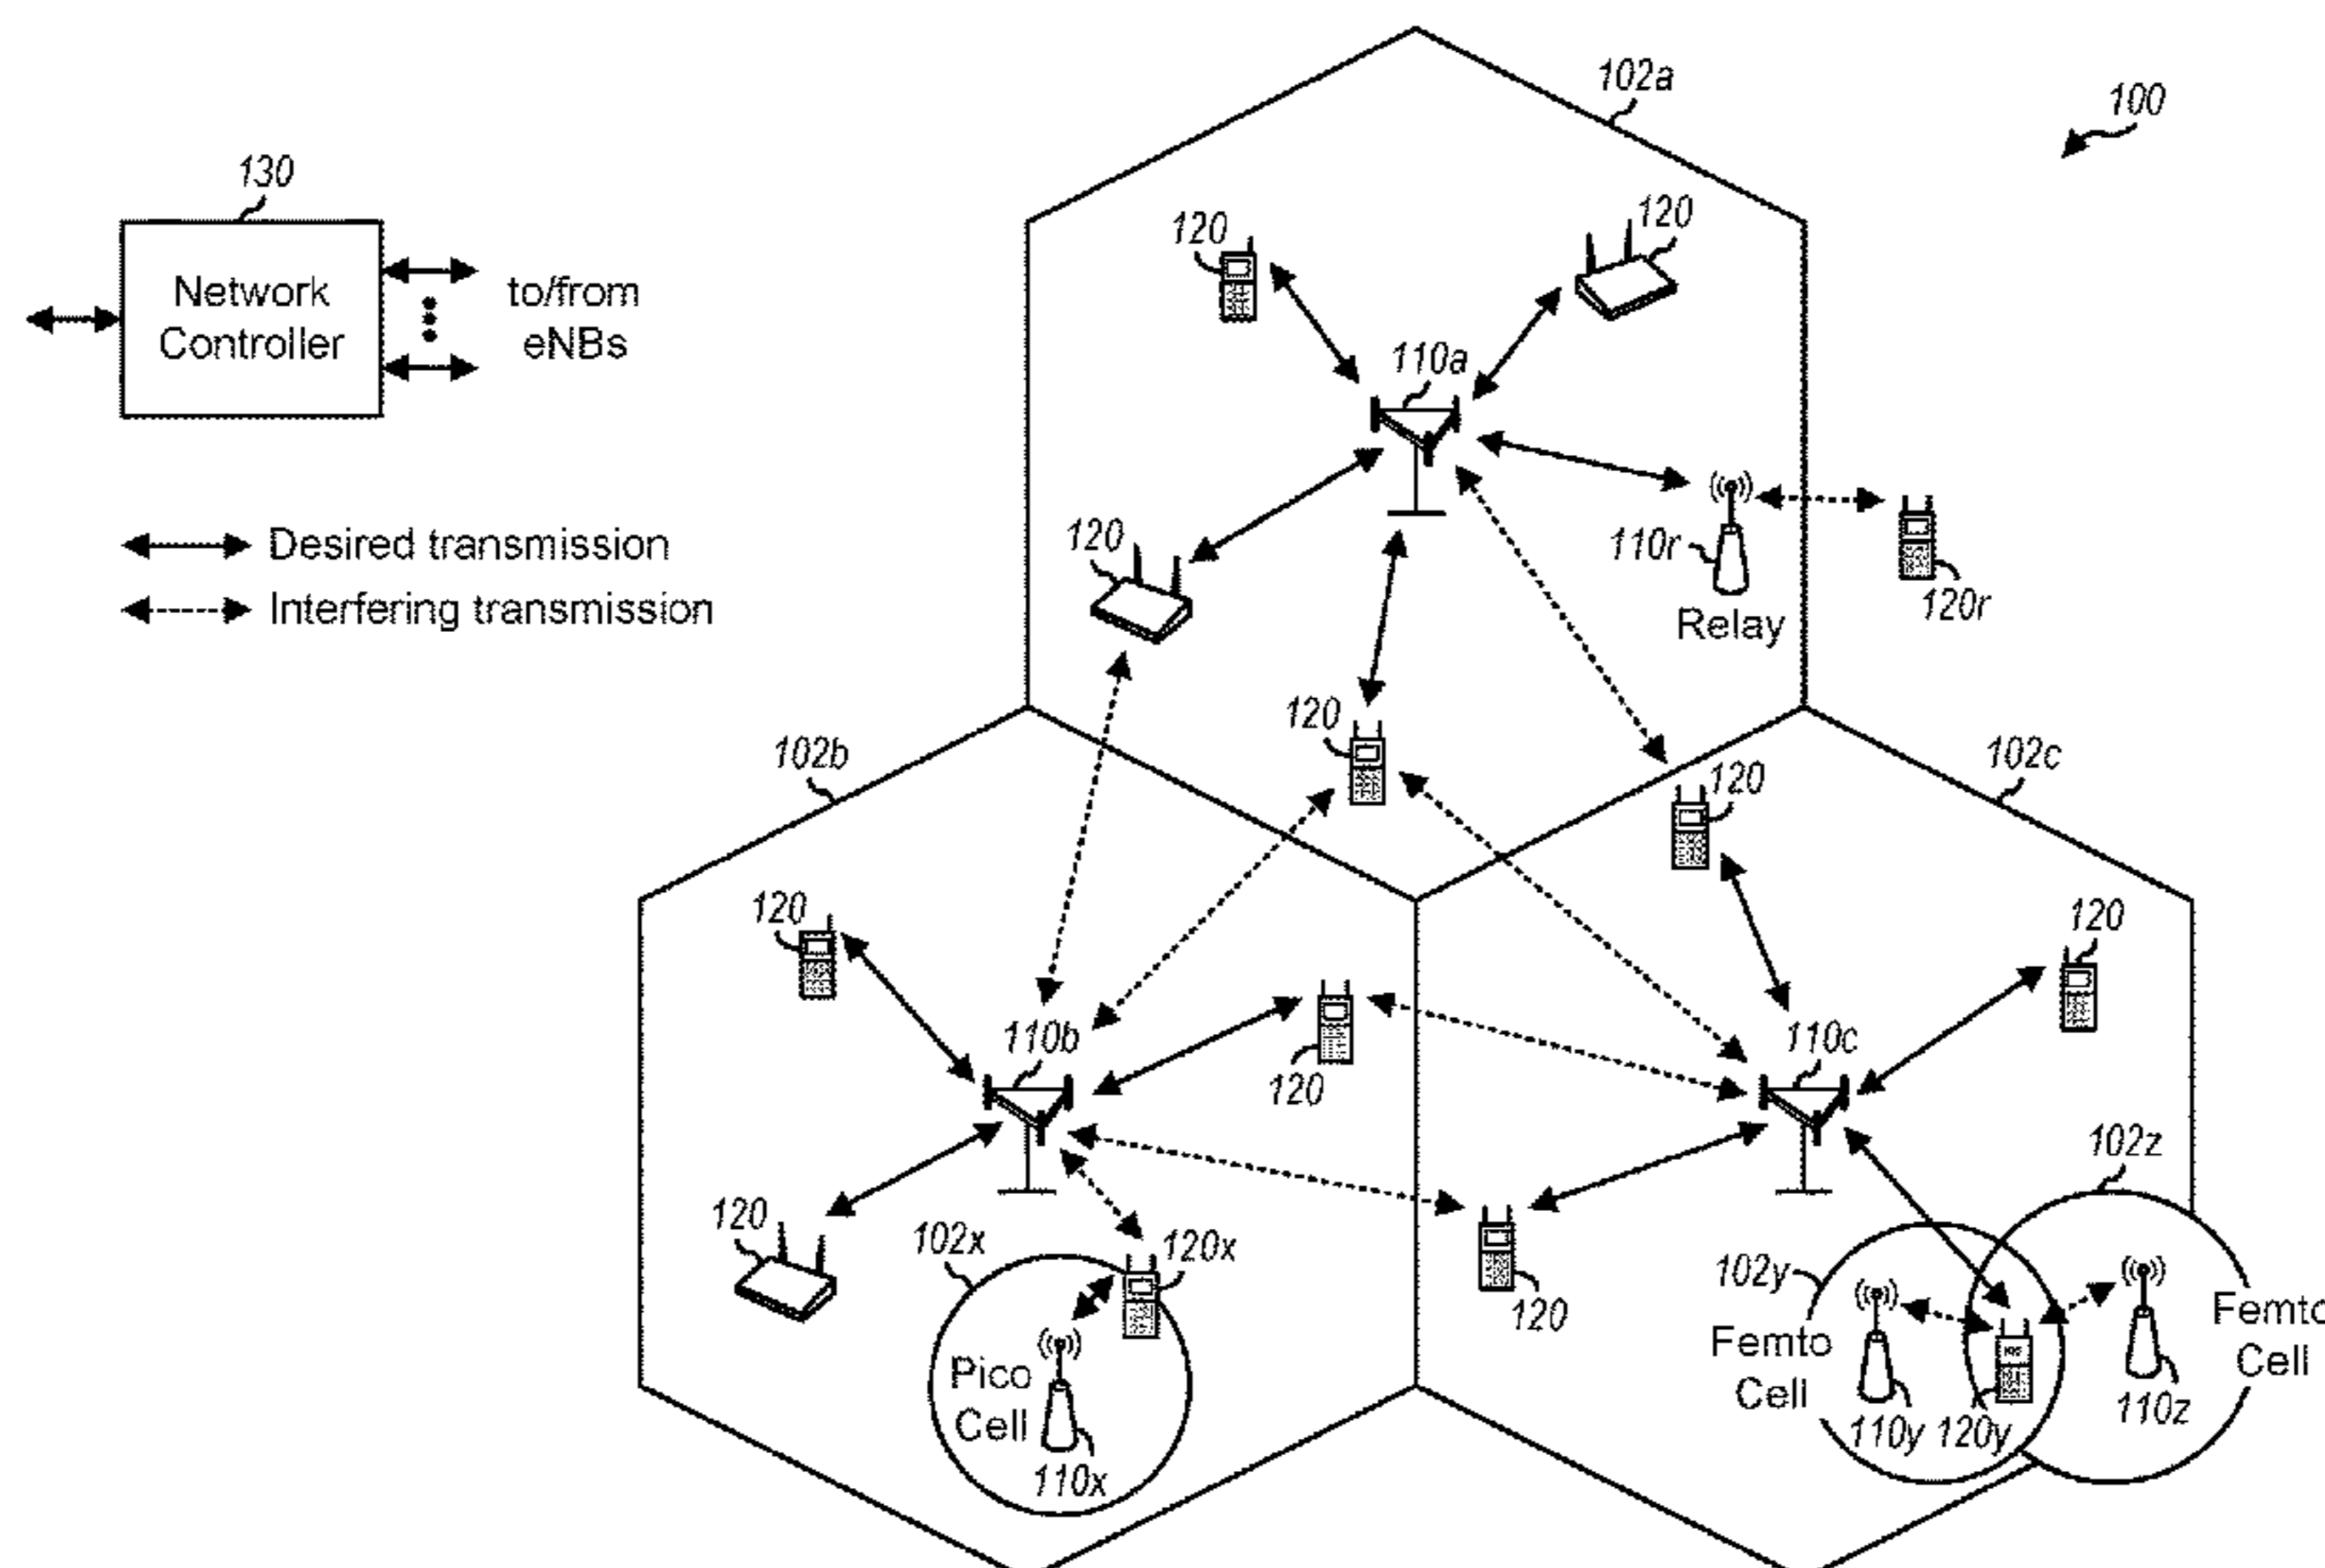 102a
100
130
120
120
Network
Controller
to/from
eNBs
110a
Desired transmission
Interfering transmission
120
110r
Relay
120r
120
102b
120
102c
120
120
110b
120
110c
102z
120
102x
120x
120
102y
Femto
Cell
Femto
Cell
Pico
Cell
110x
110y
120y
110z